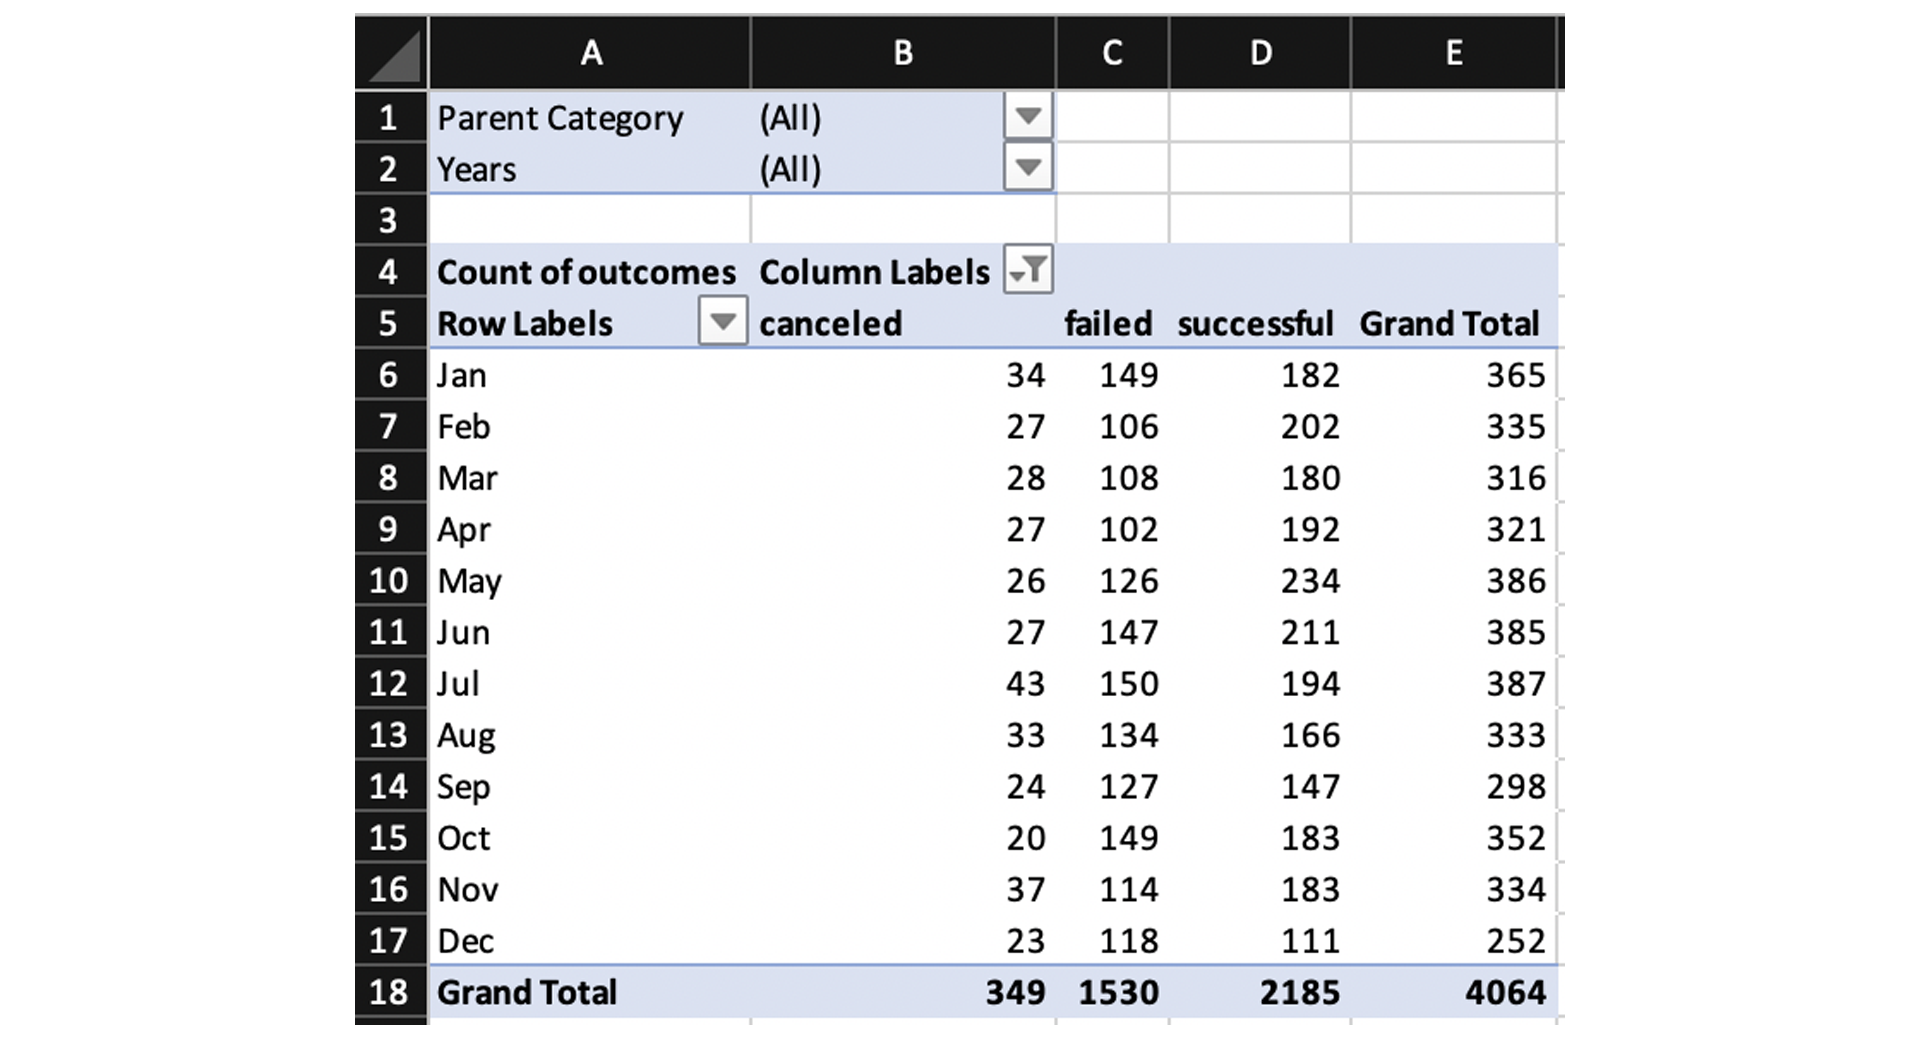 A B C D E
1 Parent Category (All)
2 Years (All)
3
4 Count of outcomes Column Labels
5 Row Labels canceled failed successful Grand Total
6 Jan 34 149 182 365
7 Feb 27 106 202 335
8 Mar 28 108 180 316
9 Apr 27 102 192 321
10 May 26 126 234 386
11 Jun 27 147 211 385
12 Jul 43 150 194 387
13 Aug 33 134 166 333
14 Sep 24 127 147 298
15 Oct 20 149 183 352
16 Nov 37 114 183 334
17 Dec 23 118 111 252
18 Grand Total 349 1530 2185 4064